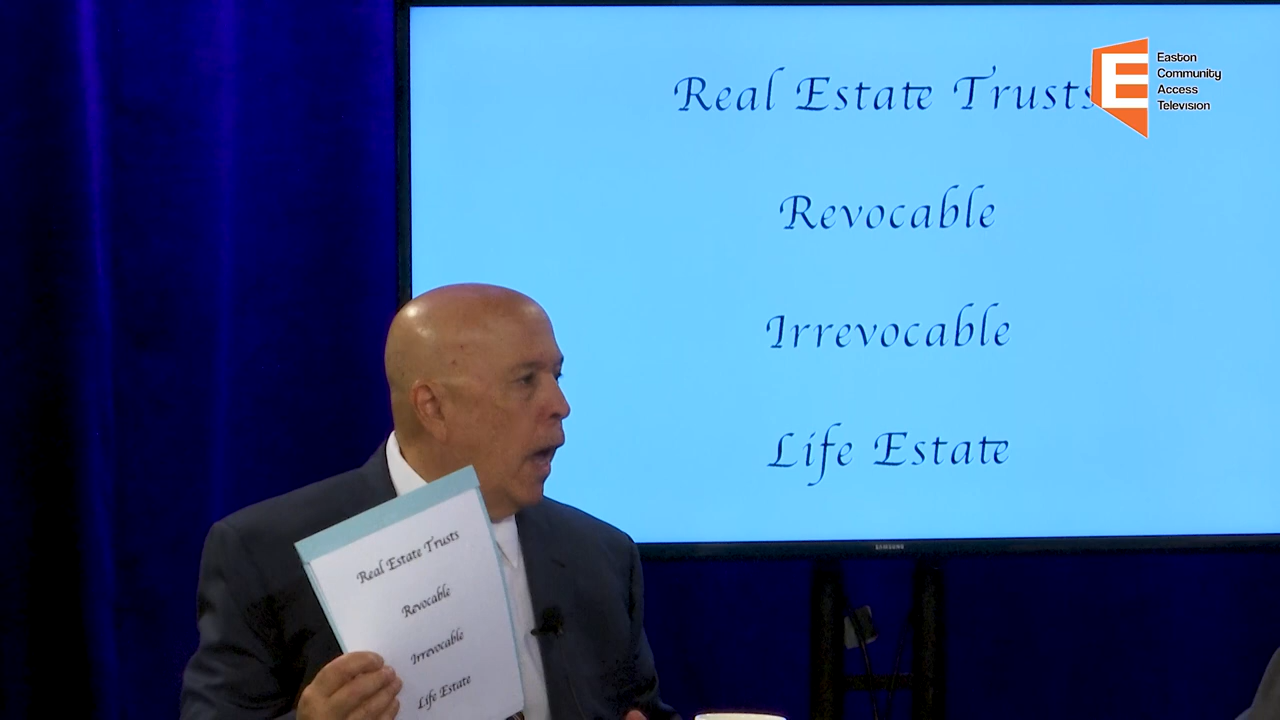 Real Estate Trusts
Revocable
Irrevocable
Life Estate
E
Easton
Community
Access
Television
SAMSUNG
Real Estate Trusts
Revocable
Irrevocable
Life Estate